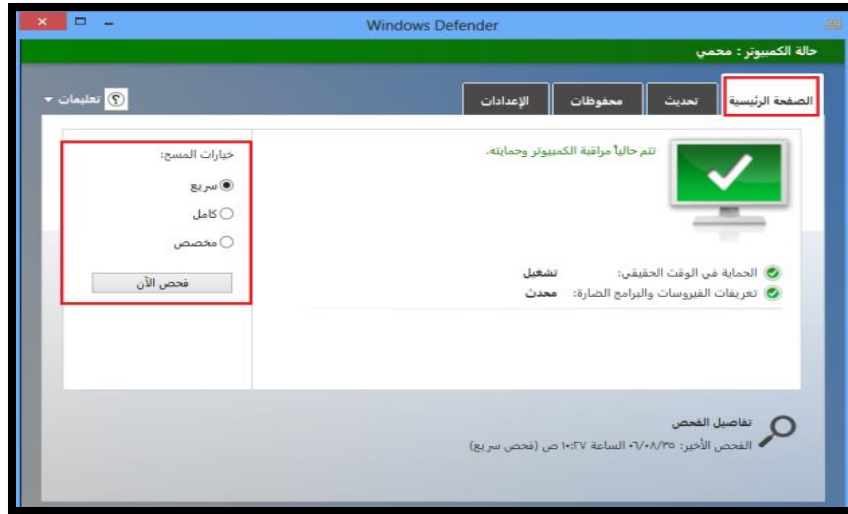 Windows Defender
حالة الكمبيوتر : محمي
الصفحة الرئيسية تحديث محفوظات الإعدادات تعليمات
تتم حالياً مراقبة الكمبيوتر وحمايته.
الحماية في الوقت الحقيقي: تشغيل
تعريفات الفيروسات والبرامج الضارة: محدث
خيارات المسح:
سريع
كامل
مخصص
فحص الآن
تفاصيل الفحص
الفحص الأخير: ٠٦/٠٨/٣٥ الساعة ١٠:٢٧ ص (فحص سريع)